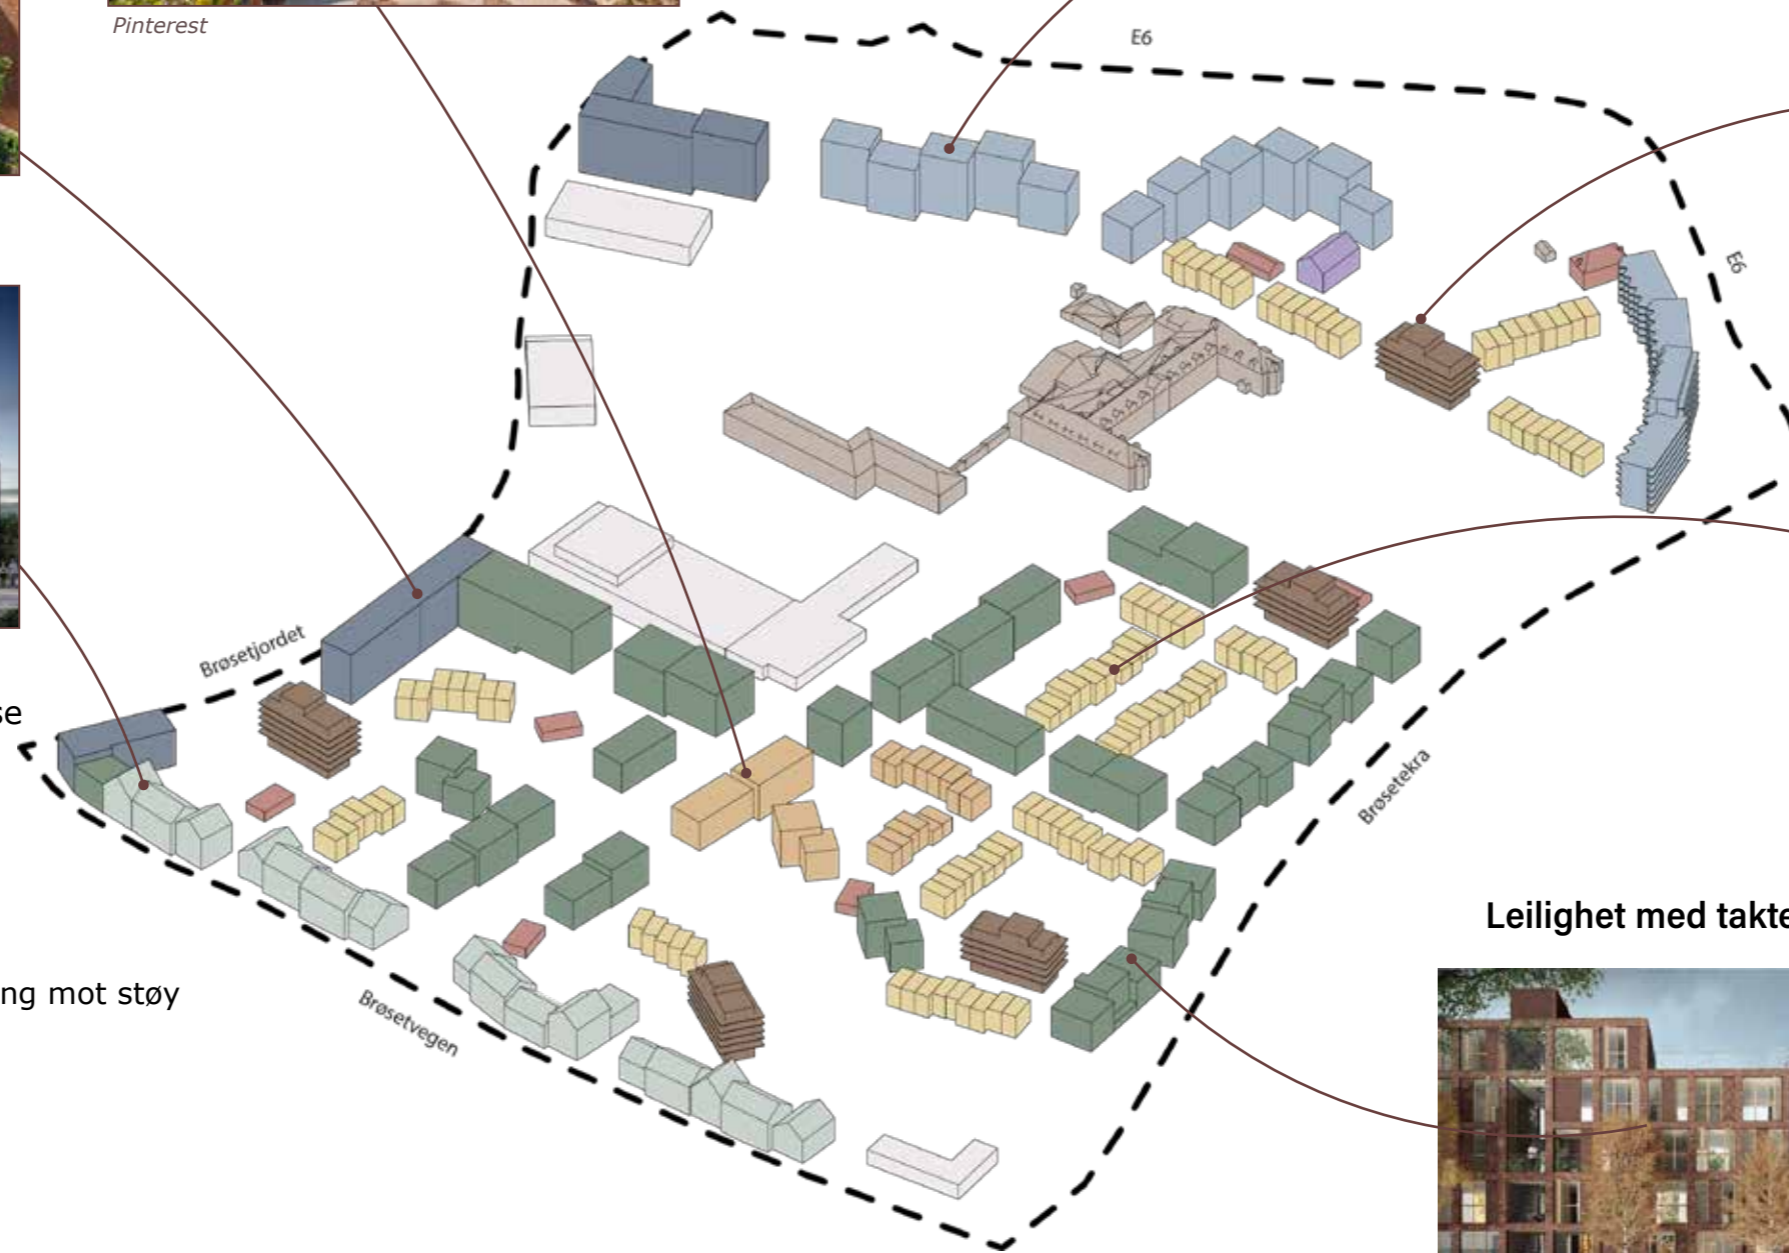 Pinterest
E6
E6
Brøsetjordet
se
Brøsetekra
Leilighet med takte
ng mot støy
Brøsetvegen